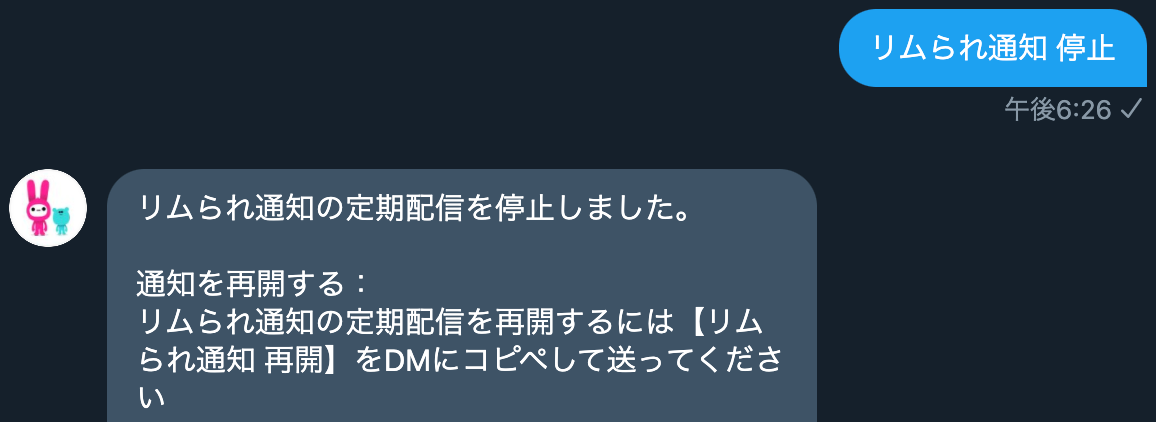 リムられ通知 停止
午後6:26
リムられ通知の定期配信を停止しました。
通知を再開する：
リムられ通知の定期配信を再開するには【リム
られ通知 再開】をDMにコピペして送ってくださ
い